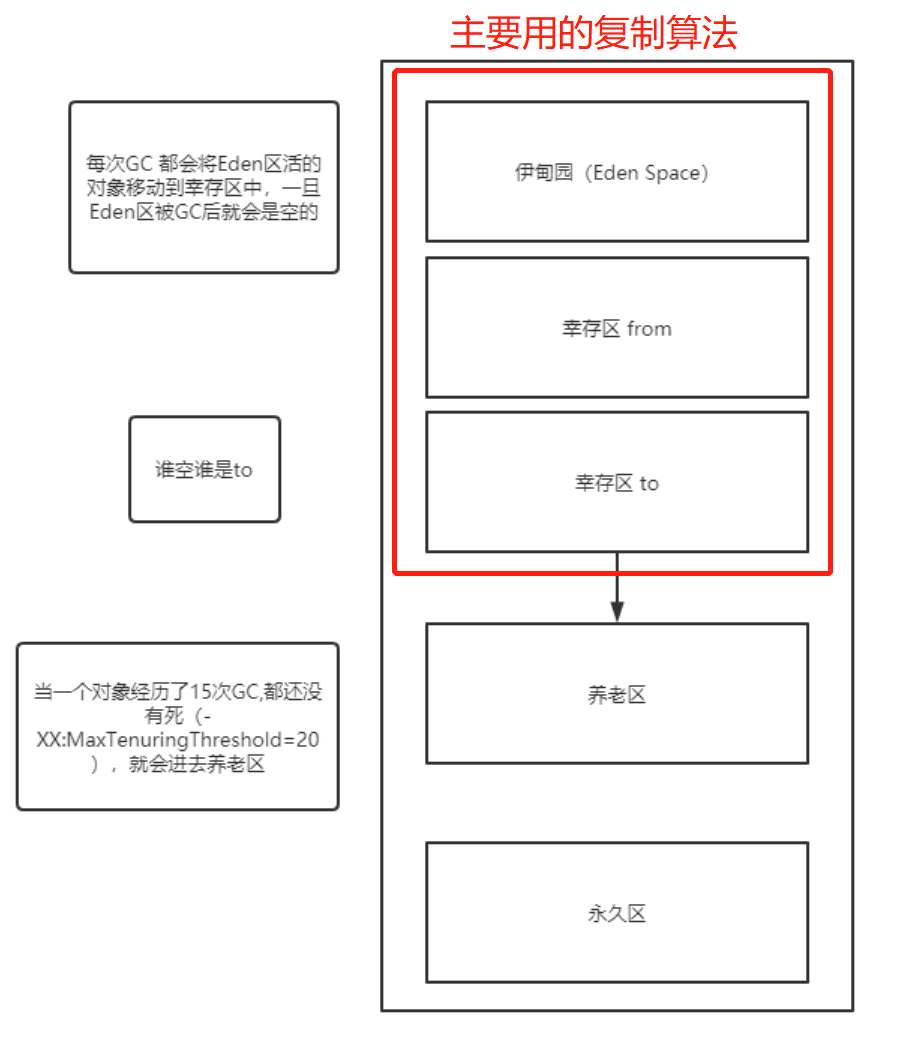 主要用的复制算法
每次GC 都会将Eden区活的
对象移动到幸存区中，一旦
Eden区被GC后就会是空的
伊甸园（Eden Space）
幸存区 from
谁空谁是to
幸存区 to
当一个对象经历了15次GC,都还没
有死（-
XX:MaxTenuringThreshold=20
），就会进去养老区
养老区
永久区